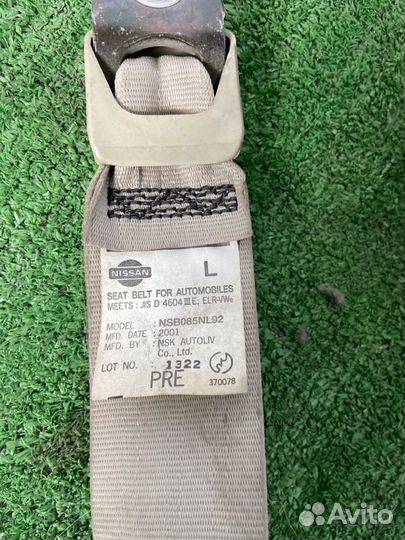 NISSAN
L
SEAT BELT FOR AUTOMOBILES
MEETS : JIS D 4604 III E, ELR-VWe
MODEL : NSB085NL92
MFD. DATE : 2001
MFD. BY : NSK AUTOLIV
Co., Ltd.
LOT NO. : 1322
PRE
370078
Avito